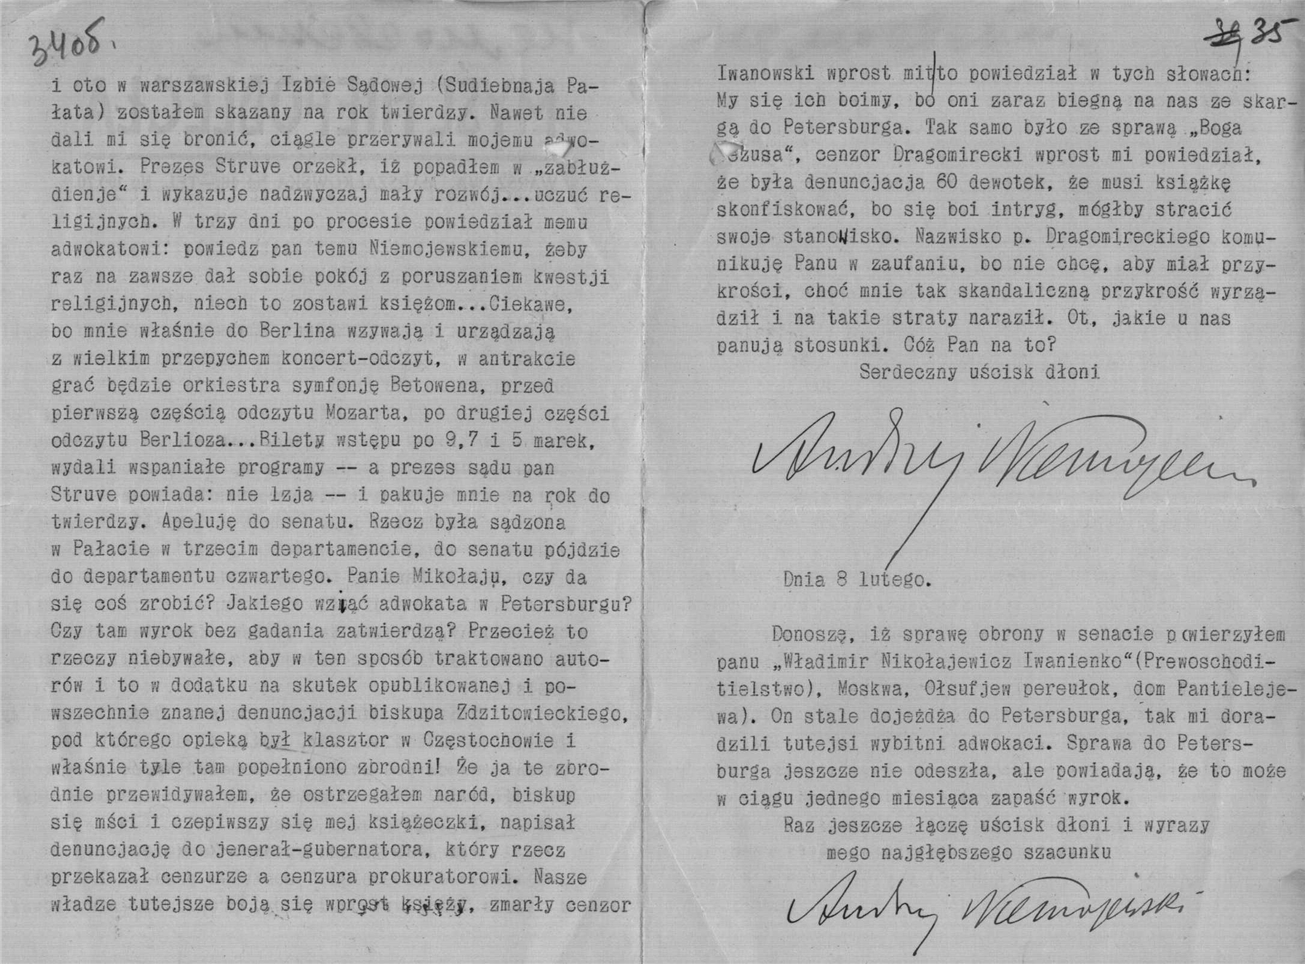 34об.
i oto w warszawskiej Izbie Sądowej (Sudiebnaja Pa-
łata) zostałem skazany na rok twierdzy. Nawet nie
dali mi się bronić, ciągle przerywali mojemu adwo-
katowi. Prezes Struve orzekł, iż popadłem w „zabłuż-
dienje“ i wykazuje nadzwyczaj mały rozwój...uczuć re-
ligijnych. W trzy dni po procesie powiedział memu
adwokatowi: powiedz pan temu Niemojewskiemu, żeby
raz na zawsze dał sobie pokój z poruszaniem kwestji
religijnych, niech to zostawi księżom...Ciekawe,
bo mnie właśnie do Berlina wzywają i urządzają
z wielkim przepychem koncert-odczyt, w antrakcie
grać będzie orkiestra symfonję Betowena, przed
pierwszą częścią odczytu Mozarta, po drugiej części
odczytu Berlioza...Bilety wstępu po 9,7 i 5 marek,
wydali wspaniałe programy -- a prezes sądu pan
Struve powiada: nie lzja -- i pakuje mnie na rok do
twierdzy. Apeluję do senatu. Rzecz była sądzona
w Pałacie w trzecim departamencie, do senatu pójdzie
do departamentu czwartego. Panie Mikołaju, czy da
się coś zrobić? Jakiego wziąć adwokata w Petersburgu?
Czy tam wyrok bez gadania zatwierdzą? Przecież to
rzeczy niebywałe, aby w ten sposób traktowano auto-
rów i to w dodatku na skutek opublikowanej i po-
wszechnie znanej denuncjacji biskupa Zdzitowieckiego,
pod którego opieką był klasztor w Częstochowie i
właśnie tyle tam popełniono zbrodni! Że ja te zbro-
dnie przewidywałem, że ostrzegałem naród, biskup
się mści i czepiwszy się mej książeczki, napisał
denuncjację do jenerał-gubernatora, który rzecz
przekazał cenzurze a cenzura prokuratorowi. Nasze
władze tutejsze boją się wprost księży, zmarły cenzor
39 35
Iwanowski wprost mi to powiedział w tych słowach:
My się ich boimy, bo oni zaraz biegną na nas ze skar-
gą do Petersburga. Tak samo było ze sprawą „Boga
Jezusa“, cenzor Dragomirecki wprost mi powiedział,
że była denuncjacja 60 dewotek, że musi książkę
skonfiskować, bo się boi intryg, mógłby stracić
swoje stanowisko. Nazwisko p. Dragomireckiego komu-
nikuję Panu w zaufaniu, bo nie chcę, aby miał przy-
krości, choć mnie tak skandaliczną przykrość wyrzą-
dził i na takie straty naraził. Ot, jakie u nas
panują stosunki. Cóż Pan na to?
Serdeczny uścisk dłoni
Andrzej Niemojewski
Dnia 8 lutego.
Donoszę, iż sprawę obrony w senacie powierzyłem
panu „Władimir Nikołajewicz Iwanienko“(Prewoschodi-
tielstwo), Moskwa, Ołsufjew pereułok, dom Pantieleje-
wa). On stale dojeżdża do Petersburga, tak mi dora-
dzili tutejsi wybitni adwokaci. Sprawa do Peters-
burga jeszcze nie odeszła, ale powiadają, że to może
w ciągu jednego miesiąca zapaść wyrok.
Raz jeszcze łączę uścisk dłoni i wyrazy
mego najgłębszego szacunku
Andrzej Niemojewski